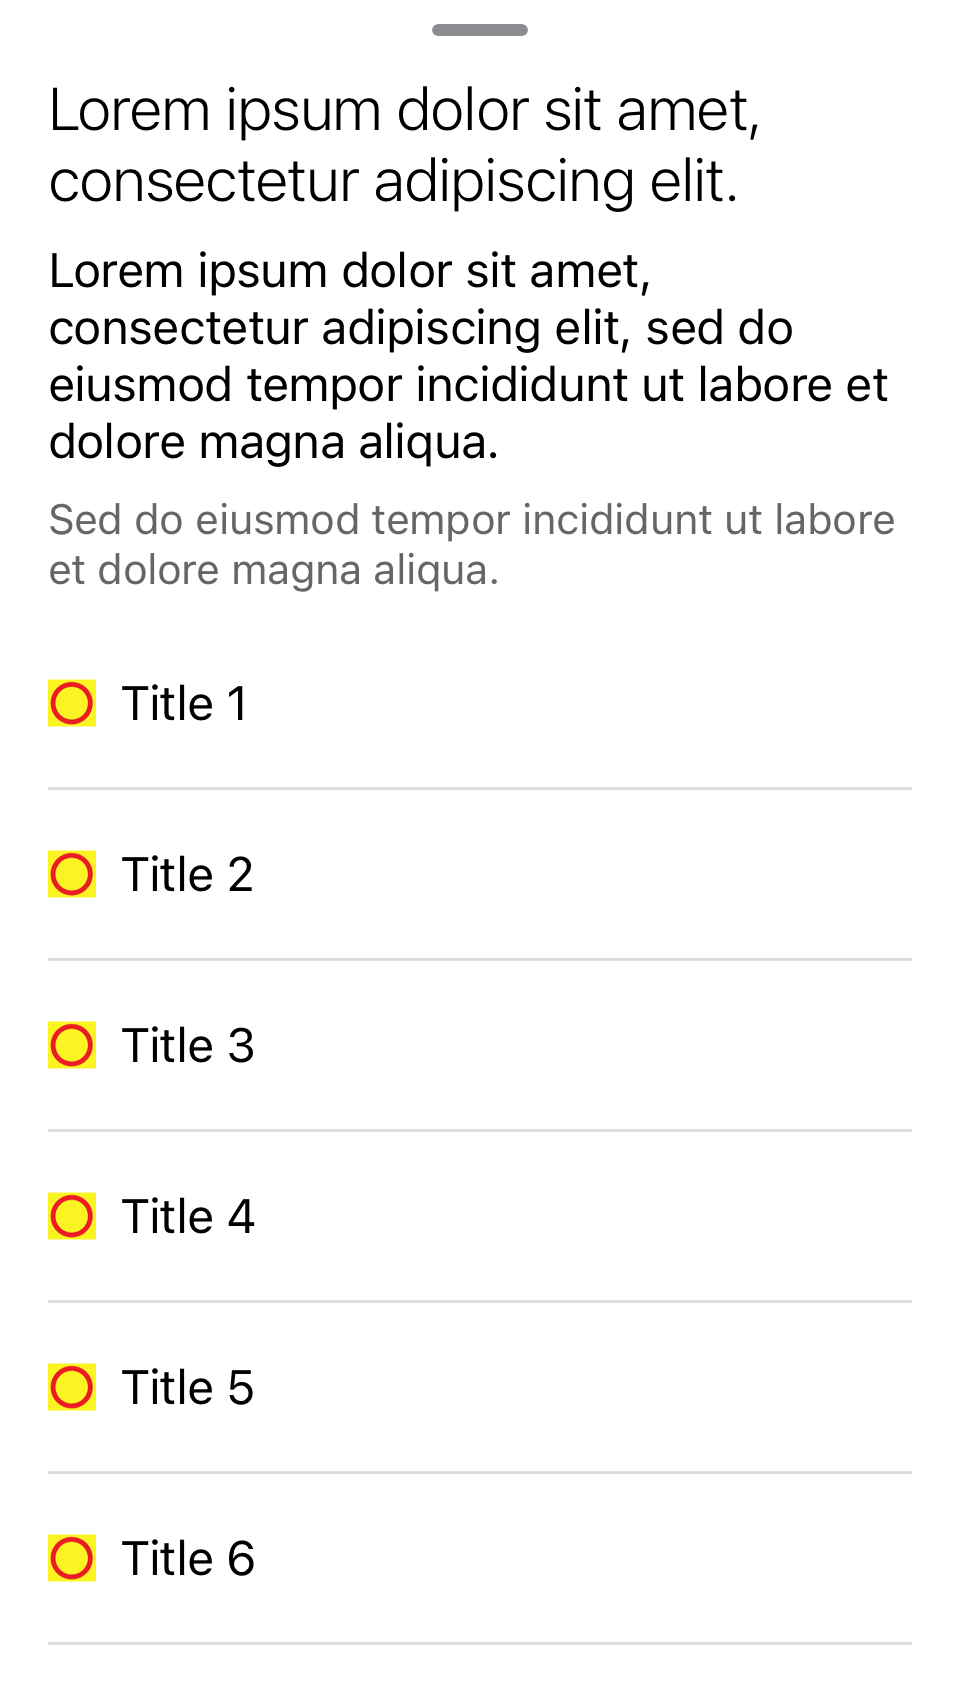 Lorem ipsum dolor sit amet,
consectetur adipiscing elit.
Lorem ipsum dolor sit amet,
consectetur adipiscing elit, sed do
eiusmod tempor incididunt ut labore et
dolore magna aliqua.
Sed do eiusmod tempor incididunt ut labore
et dolore magna aliqua.
Title 1
Title 2
Title 3
Title 4
Title 5
Title 6